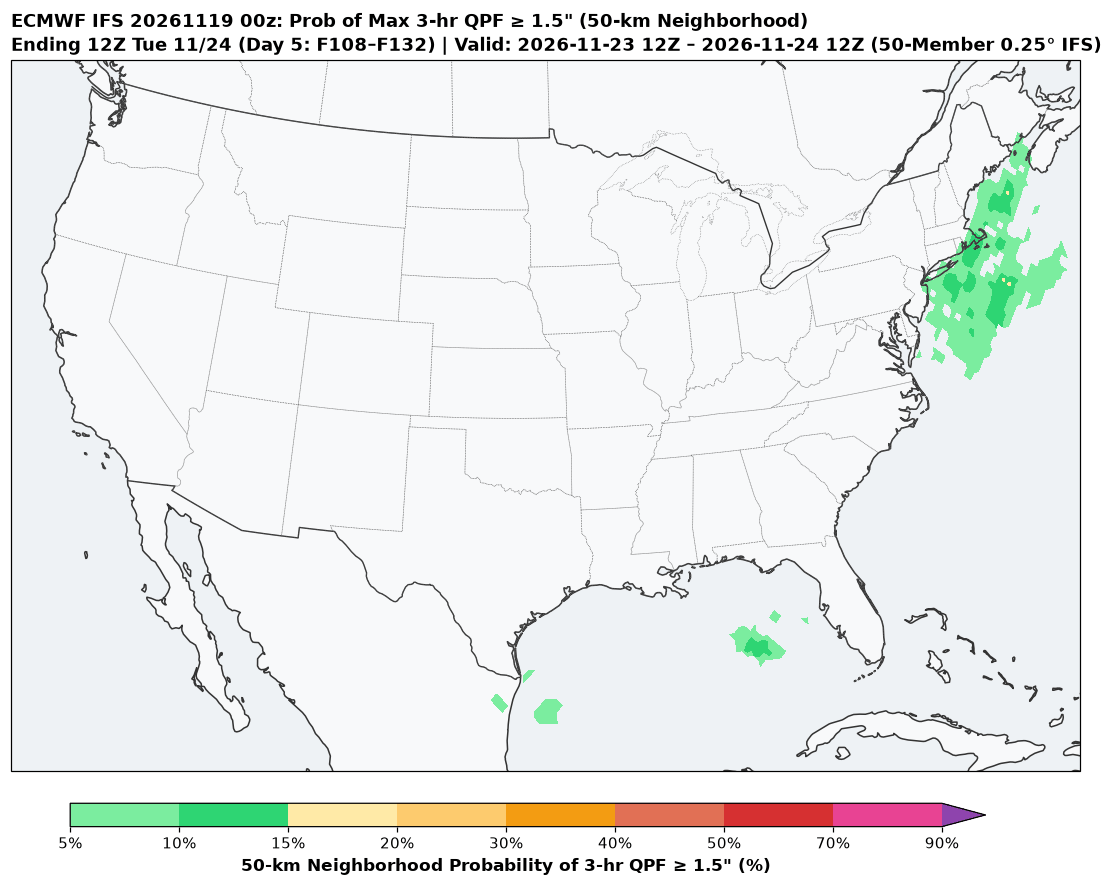 ECMWF IFS 20261119 00z: Prob of Max 3-hr QPF ≥ 1.5" (50-km Neighborhood)
Ending 12Z Tue 11/24 (Day 5: F108–F132) | Valid: 2026-11-23 12Z – 2026-11-24 12Z (50-Member 0.25° IFS)
5% 10% 15% 20% 30% 40% 50% 70% 90%
50-km Neighborhood Probability of 3-hr QPF ≥ 1.5" (%)